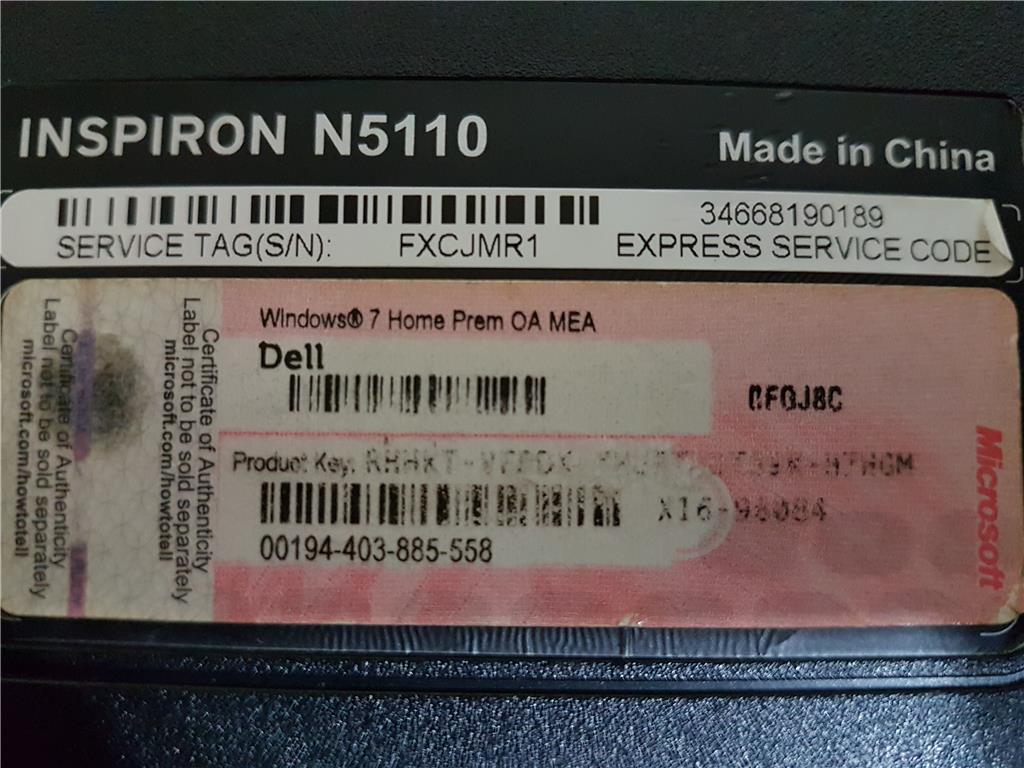 INSPIRON N5110
Made in China
34668190189
SERVICE TAG(S/N): FXCJMR1 EXPRESS SERVICE CODE
Windows® 7 Home Prem OA MEA
Dell
Product Key:
X16-96084
00194-403-885-558
Microsoft
Certificate of Authenticity
Label not to be sold separately
microsoft.com/howtotell
Certificate of Authenticity
Label not to be sold separately
microsoft.com/howtotell